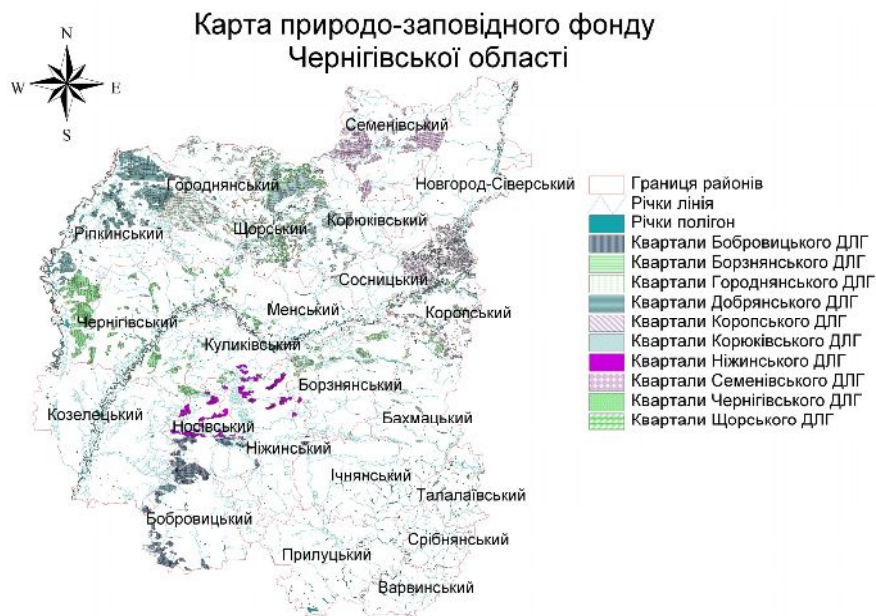 Карта природо-заповідного фонду
Чернігівської області
N
W
E
S
Семенівський
Городнянський
Новгород-Сіверський
Щорський
Корюківський
Ріпкинський
Сосницький
Менський
Коропський
Чернігівський
Куликівський
Борзнянський
Козелецький
Бахмацький
Носівський
Ніжинський
Ічнянський
Талалаївський
Бобровицький
Срібнянський
Прилуцький
Варвинський
Границя районів
Річки лінія
Річки полігон
Квартали Бобровицького ДЛГ
Квартали Борзнянського ДЛГ
Квартали Городнянського ДЛГ
Квартали Добрянського ДЛГ
Квартали Коропського ДЛГ
Квартали Корюківського ДЛГ
Квартали Ніжинського ДЛГ
Квартали Семенівського ДЛГ
Квартали Чернігівського ДЛГ
Квартали Щорського ДЛГ